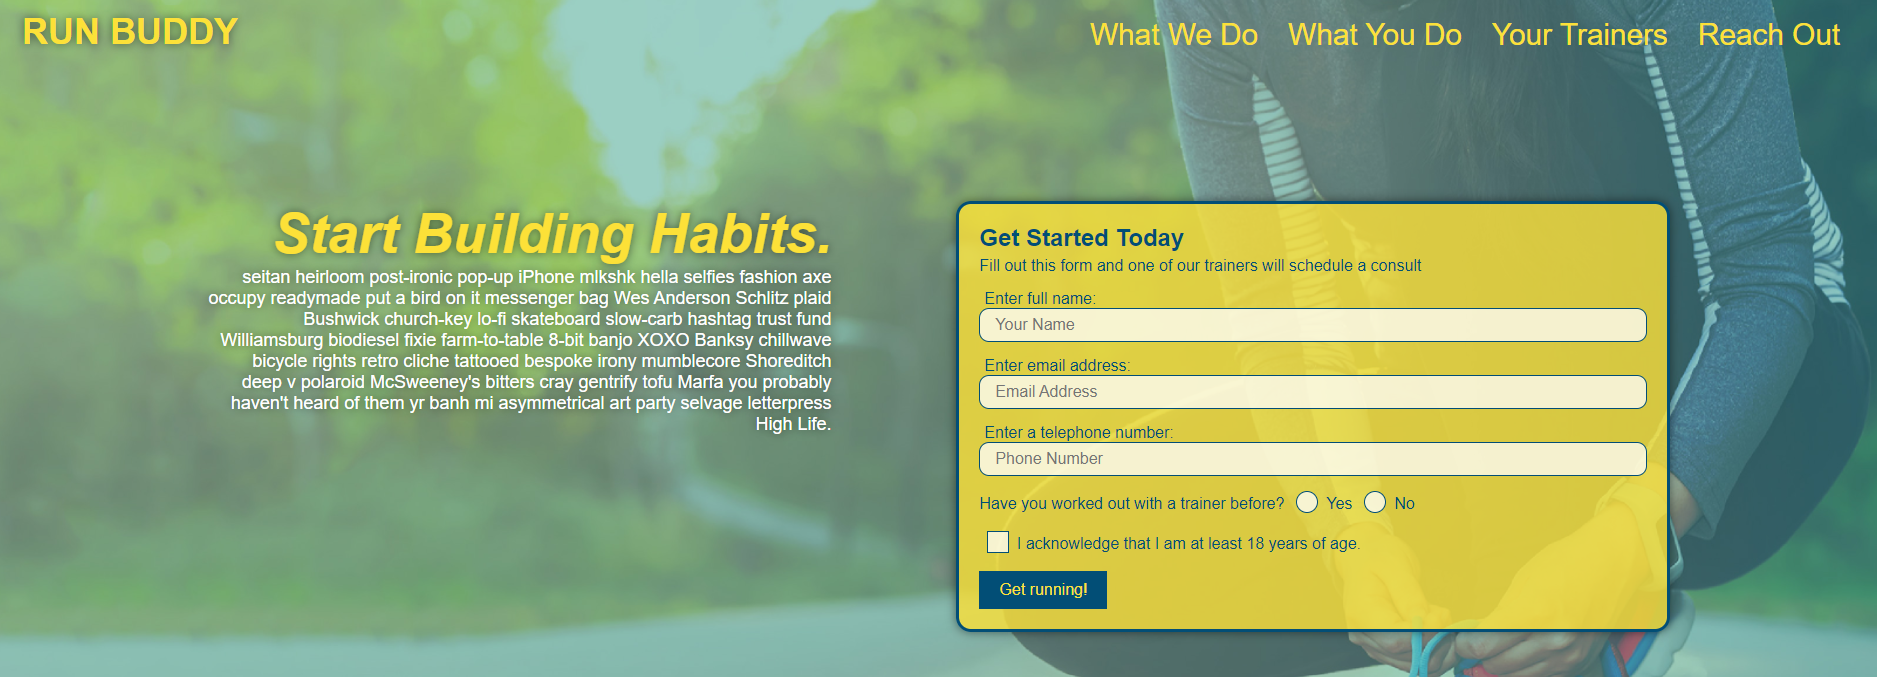 RUN BUDDY
What We Do What You Do Your Trainers Reach Out
Start Building Habits.
seitan heirloom post-ironic pop-up iPhone mlkshk hella selfies fashion axe
occupy readymade put a bird on it messenger bag Wes Anderson Schlitz plaid
Bushwick church-key lo-fi skateboard slow-carb hashtag trust fund
Williamsburg biodiesel fixie farm-to-table 8-bit banjo XOXO Banksy chillwave
bicycle rights retro cliche tattooed bespoke irony mumblecore Shoreditch
deep v polaroid McSweeney's bitters cray gentrify tofu Marfa you probably
haven't heard of them yr banh mi asymmetrical art party selvage letterpress
High Life.
Get Started Today
Fill out this form and one of our trainers will schedule a consult
Enter full name:
Your Name
Enter email address:
Email Address
Enter a telephone number:
Phone Number
Have you worked out with a trainer before? Yes No
I acknowledge that I am at least 18 years of age.
Get running!